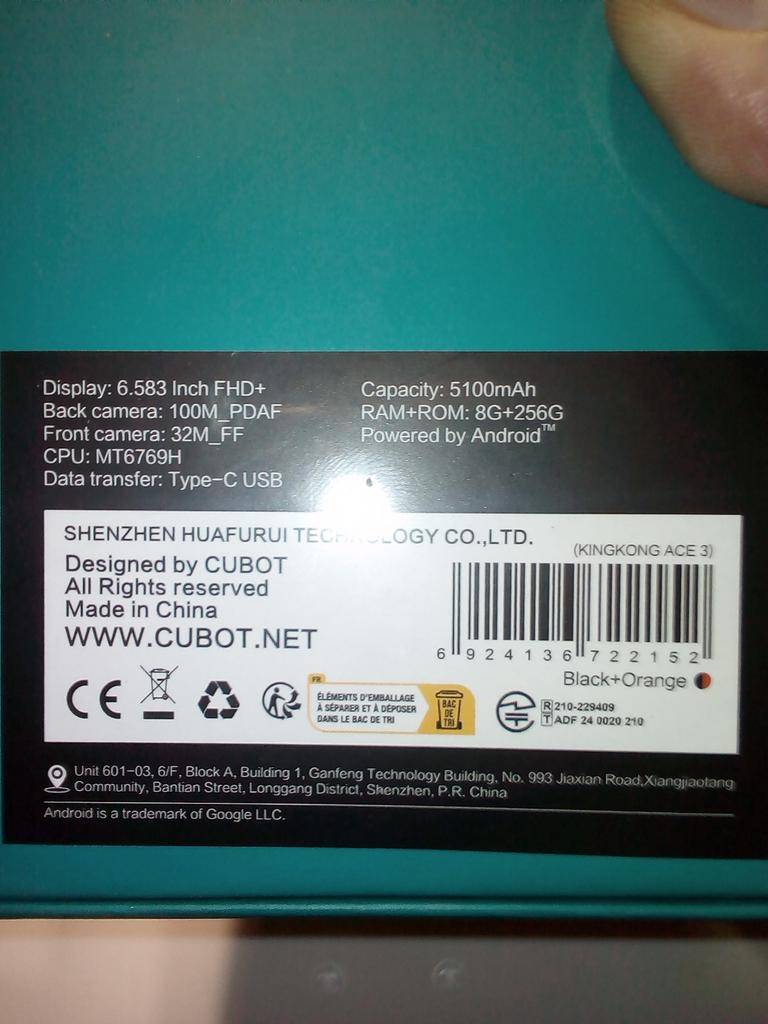 Display: 6.583 Inch FHD+
Back camera: 100M_PDAF
Front camera: 32M_FF
CPU: MT6769H
Data transfer: Type-C USB
Capacity: 5100mAh
RAM+ROM: 8G+256G
Powered by Android™
SHENZHEN HUAFURUI TECHNOLOGY CO.,LTD.
Designed by CUBOT
All Rights reserved
Made in China
WWW.CUBOT.NET
(KINGKONG ACE 3)
6 924136 722152
Black+Orange
CE
FR
ÉLÉMENTS D'EMBALLAGE
À SÉPARER ET À DÉPOSER
DANS LE BAC DE TRI
BAC
DE
TRI
R 210-229409
T ADF 24 0020 210
Unit 601-03, 6/F, Block A, Building 1, Ganfeng Technology Building, No. 993 Jiaxian Road,Xiangjiaotang
Community, Bantian Street, Longgang District, Shenzhen, P.R. China
Android is a trademark of Google LLC.